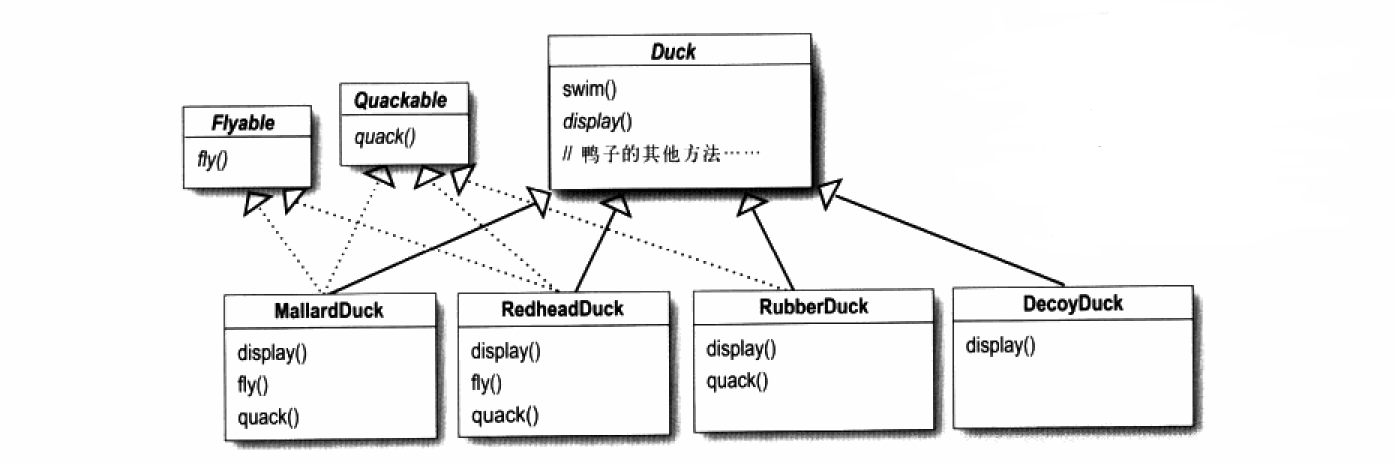 Duck
swim()
display()
// 鸭子的其他方法……
Quackable
quack()
Flyable
fly()
MallardDuck
display()
fly()
quack()
RedheadDuck
display()
fly()
quack()
RubberDuck
display()
quack()
DecoyDuck
display()